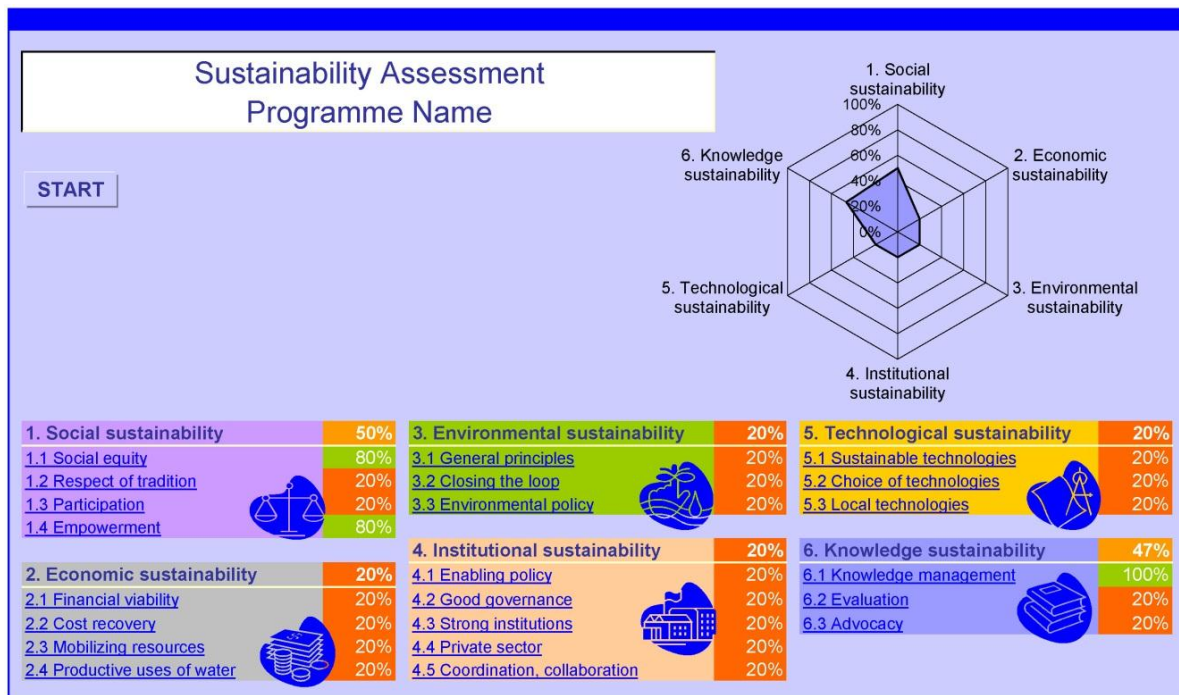 Sustainability Assessment
Programme Name
START
1. Social
sustainability
100%
80%
60%
40%
20%
0%
2. Economic
sustainability
3. Environmental
sustainability
4. Institutional
sustainability
5. Technological
sustainability
6. Knowledge
sustainability
1. Social sustainability 50%
1.1 Social equity 80%
1.2 Respect of tradition 20%
1.3 Participation 20%
1.4 Empowerment 80%
2. Economic sustainability 20%
2.1 Financial viability 20%
2.2 Cost recovery 20%
2.3 Mobilizing resources 20%
2.4 Productive uses of water 20%
3. Environmental sustainability 20%
3.1 General principles 20%
3.2 Closing the loop 20%
3.3 Environmental policy 20%
4. Institutional sustainability 20%
4.1 Enabling policy 20%
4.2 Good governance 20%
4.3 Strong institutions 20%
4.4 Private sector 20%
4.5 Coordination, collaboration 20%
5. Technological sustainability 20%
5.1 Sustainable technologies 20%
5.2 Choice of technologies 20%
5.3 Local technologies 20%
6. Knowledge sustainability 47%
6.1 Knowledge management 100%
6.2 Evaluation 20%
6.3 Advocacy 20%